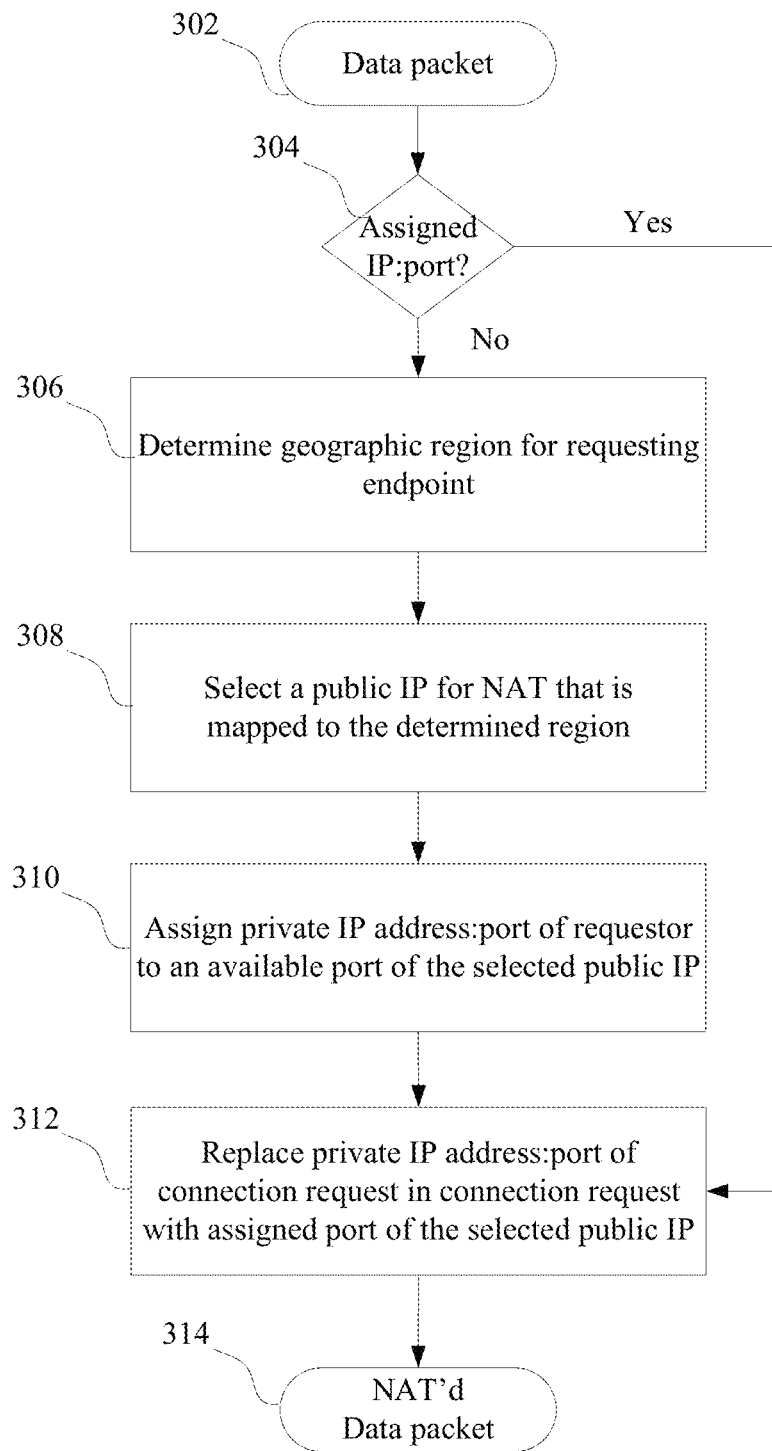 302
Data packet
304
Assigned
IP:port?
Yes
No
306
Determine geographic region for requesting
endpoint
308
Select a public IP for NAT that is
mapped to the determined region
310
Assign private IP address:port of requestor
to an available port of the selected public IP
312
Replace private IP address:port of
connection request in connection request
with assigned port of the selected public IP
314
NAT’d
Data packet